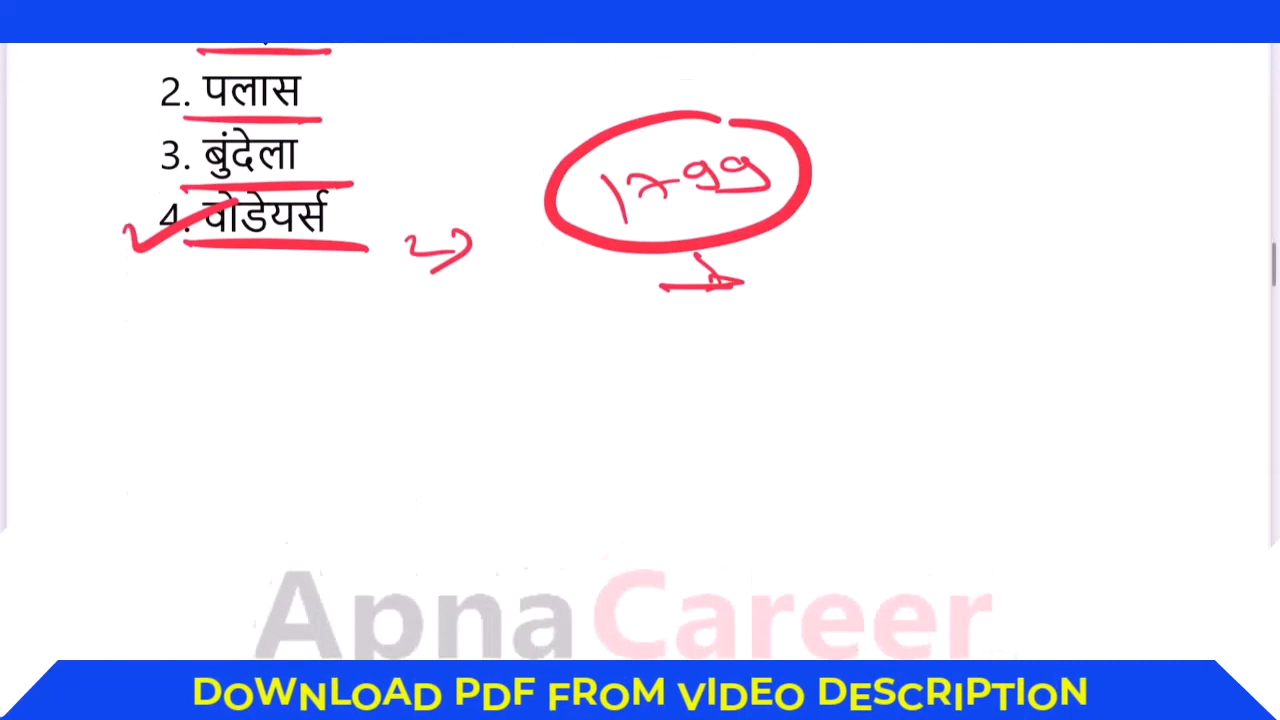 2. पलास
3. बुंदेला
4. वोडेयर्स
1799
ApnaCareer
DOWNLOAD PDF FROM VIDEO DESCRIPTION